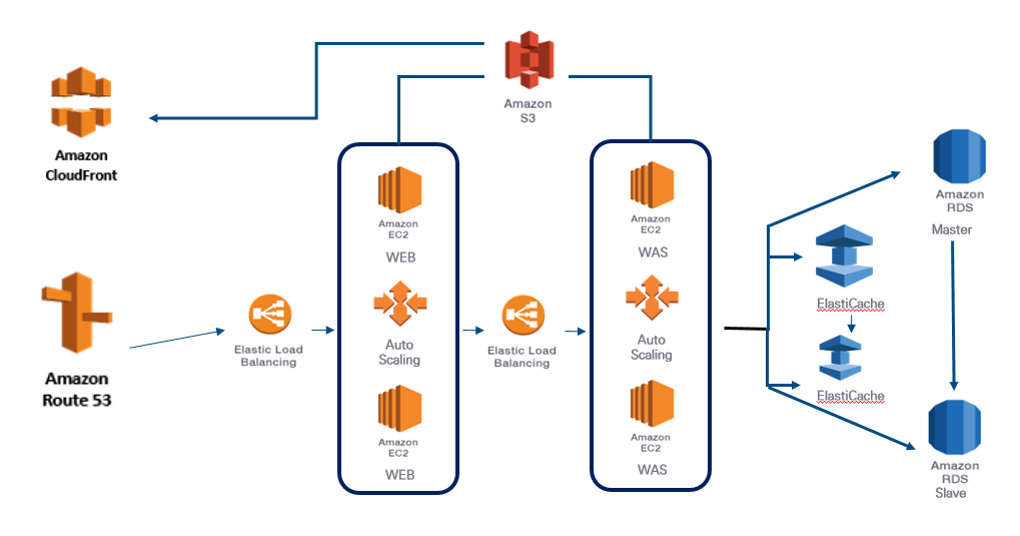 Amazon
S3
Amazon
CloudFront
Amazon
EC2
WEB
Amazon
EC2
WAS
Amazon
RDS
Master
ElastiCache
Amazon
Route 53
Elastic Load
Balancing
Auto
Scaling
Elastic Load
Balancing
Auto
Scaling
ElastiCache
Amazon
EC2
WEB
Amazon
EC2
WAS
Amazon
RDS
Slave